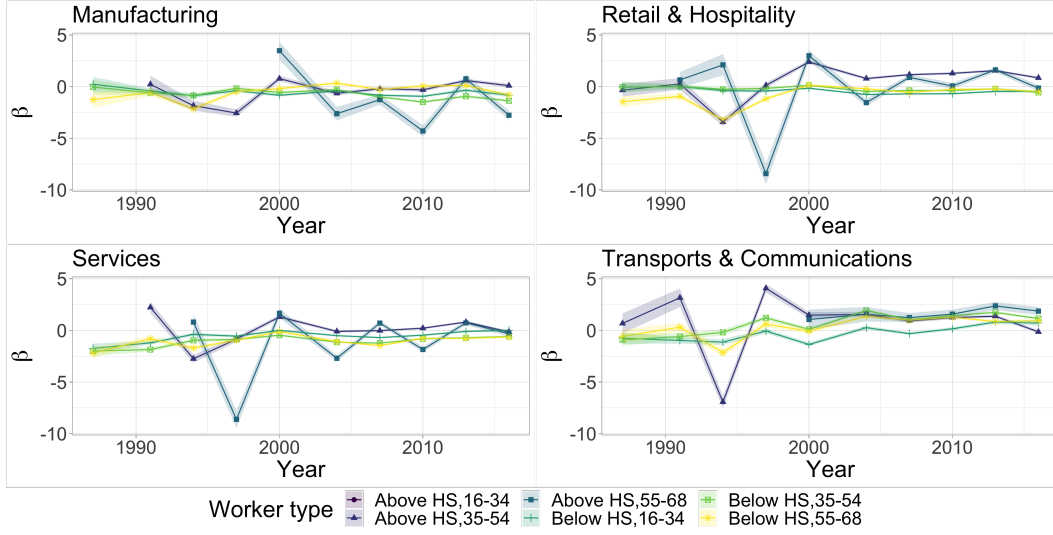 Manufacturing
5
0
-5
-10
β
1990 2000 2010
Year
Retail & Hospitality
5
0
-5
-10
β
1990 2000 2010
Year
Services
5
0
-5
-10
β
1990 2000 2010
Year
Transports & Communications
5
0
-5
-10
β
1990 2000 2010
Year
Worker type
Above HS,16-34 Above HS,55-68 Below HS,35-54
Above HS,35-54 Below HS,16-34 Below HS,55-68